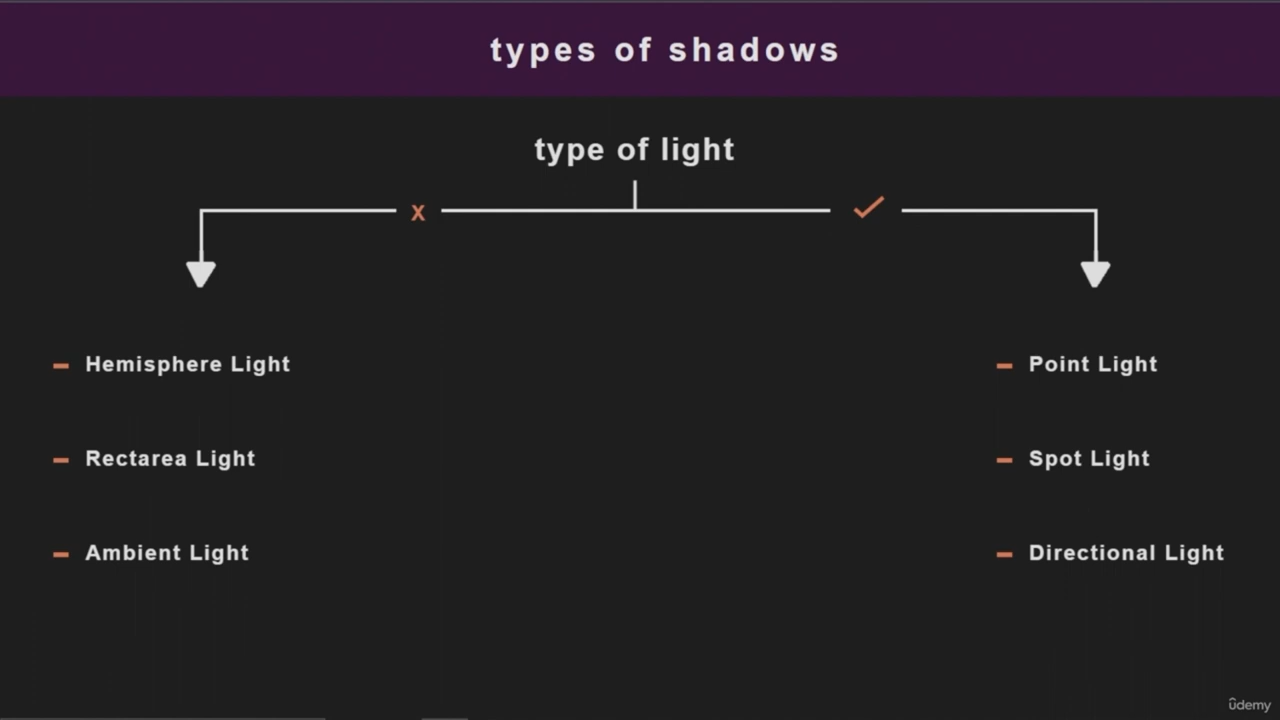 types of shadows
type of light
x
Hemisphere Light
Point Light
Rectarea Light
Spot Light
Ambient Light
Directional Light
ûdemy